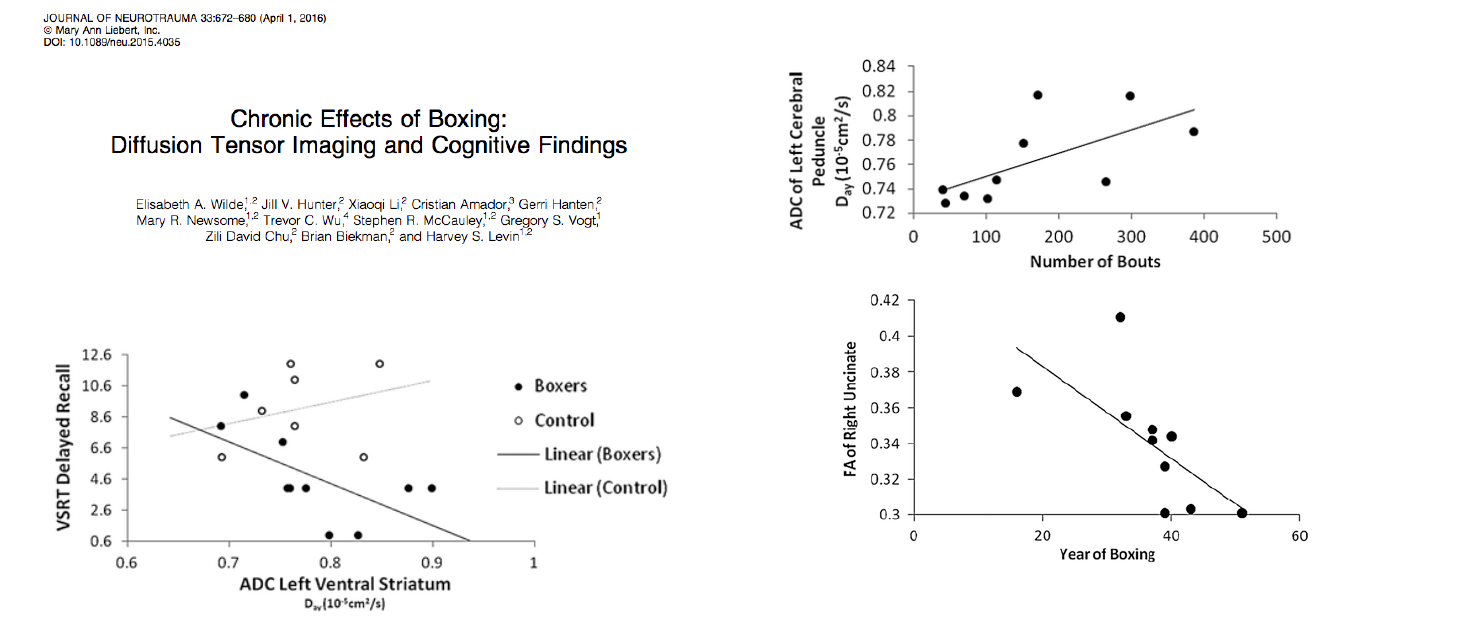 JOURNAL OF NEUROTRAUMA 33:672–680 (April 1, 2016)
© Mary Ann Liebert, Inc.
DOI: 10.1089/neu.2015.4035
Chronic Effects of Boxing:
Diffusion Tensor Imaging and Cognitive Findings
Elisabeth A. Wilde,1,2 Jill V. Hunter,2 Xiaoqi Li,2 Cristian Amador,3 Gerri Hanten,2
Mary R. Newsome,1,2 Trevor C. Wu,4 Stephen R. McCauley,1,2 Gregory S. Vogt,1
Zili David Chu,2 Brian Biekman,2 and Harvey S. Levin1,2
VSRT Delayed Recall
12.6
10.6
8.6
6.6
4.6
2.6
0.6
0.6 0.7 0.8 0.9 1
ADC Left Ventral Striatum
Dav (10-5cm2/s)
Boxers
Control
Linear (Boxers)
Linear (Control)
ADC of Left Cerebral
Peduncle
Day (10-5cm2/s)
0.84
0.82
0.8
0.78
0.76
0.74
0.72
0 100 200 300 400 500
Number of Bouts
FA of Right Uncinate
0.42
0.4
0.38
0.36
0.34
0.32
0.3
0 20 40 60
Year of Boxing